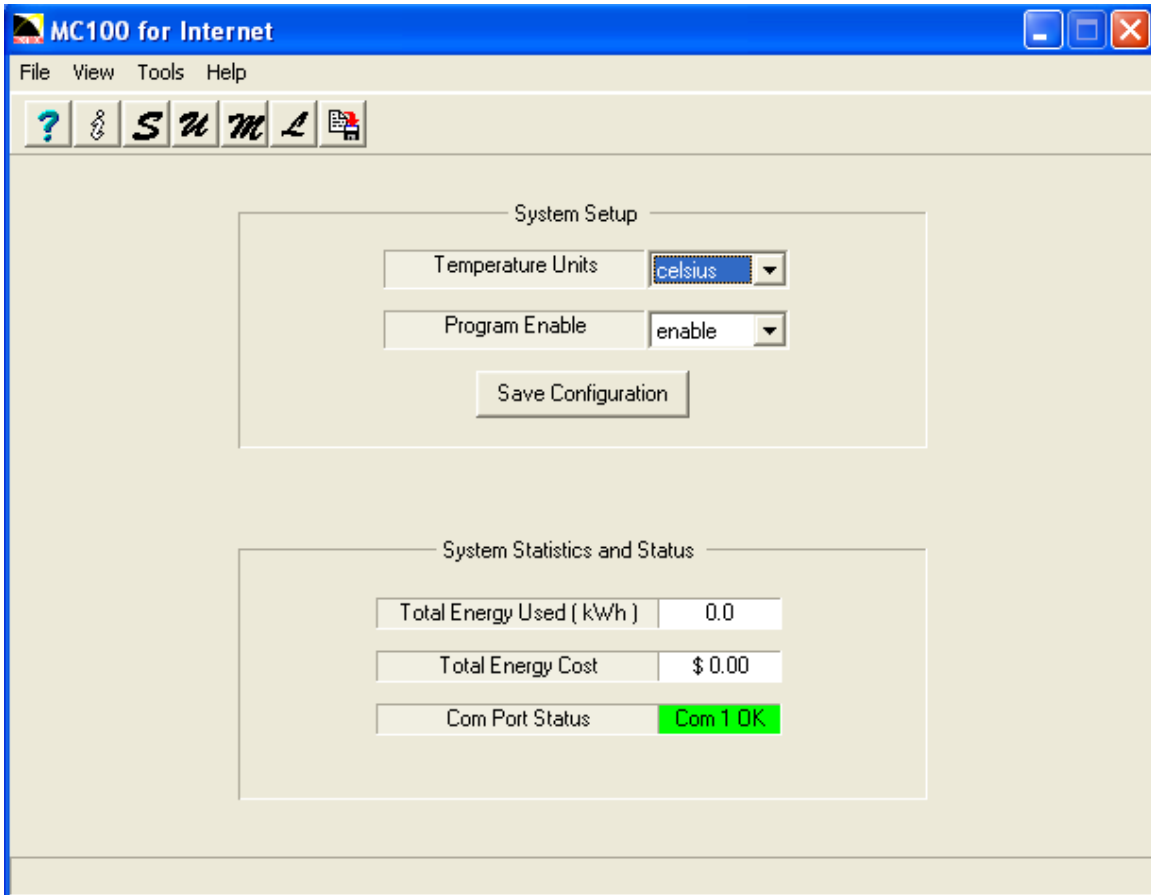 MC100 for Internet
File View Tools Help
? i S U M L
System Setup
Temperature Units celsius
Program Enable enable
Save Configuration
System Statistics and Status
Total Energy Used ( kWh ) 0.0
Total Energy Cost $ 0.00
Com Port Status Com 1 OK